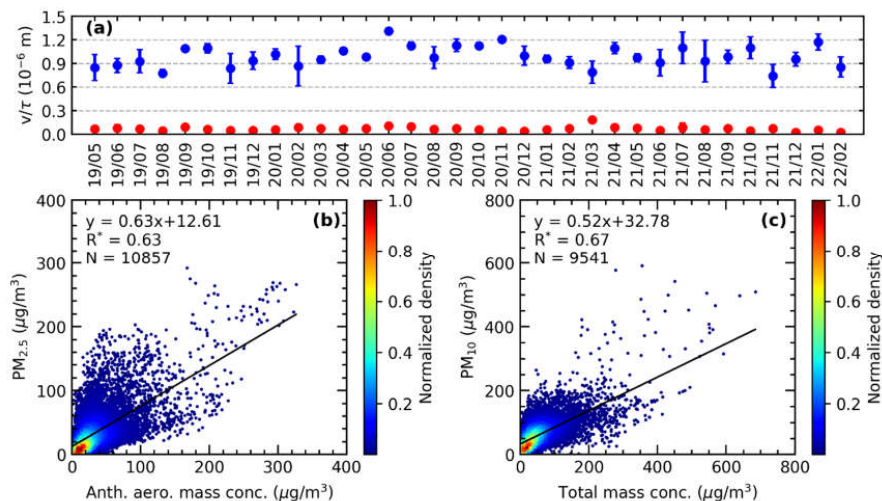 (a)
v/τ (10⁻⁶ m)
1.5
1.2
0.9
0.6
0.3
0.0
19/05 19/06 19/07 19/08 19/09 19/10 19/11 19/12 20/01 20/02 20/03 20/04 20/05 20/06 20/07 20/08 20/09 20/10 20/11 20/12 21/01 21/02 21/03 21/04 21/05 21/06 21/07 21/08 21/09 21/10 21/11 21/12 22/01 22/02
(b)
y = 0.63x+12.61
R* = 0.63
N = 10857
PM2.5 (μg/m³)
400
300
200
100
0
0 100 200 300 400
Anth. aero. mass conc. (μg/m³)
1.0
0.8
0.6
0.4
0.2
Normalized density
(c)
y = 0.52x+32.78
R* = 0.67
N = 9541
PM10 (μg/m³)
800
600
400
200
0
0 200 400 600 800
Total mass conc. (μg/m³)
1.0
0.8
0.6
0.4
0.2
Normalized density